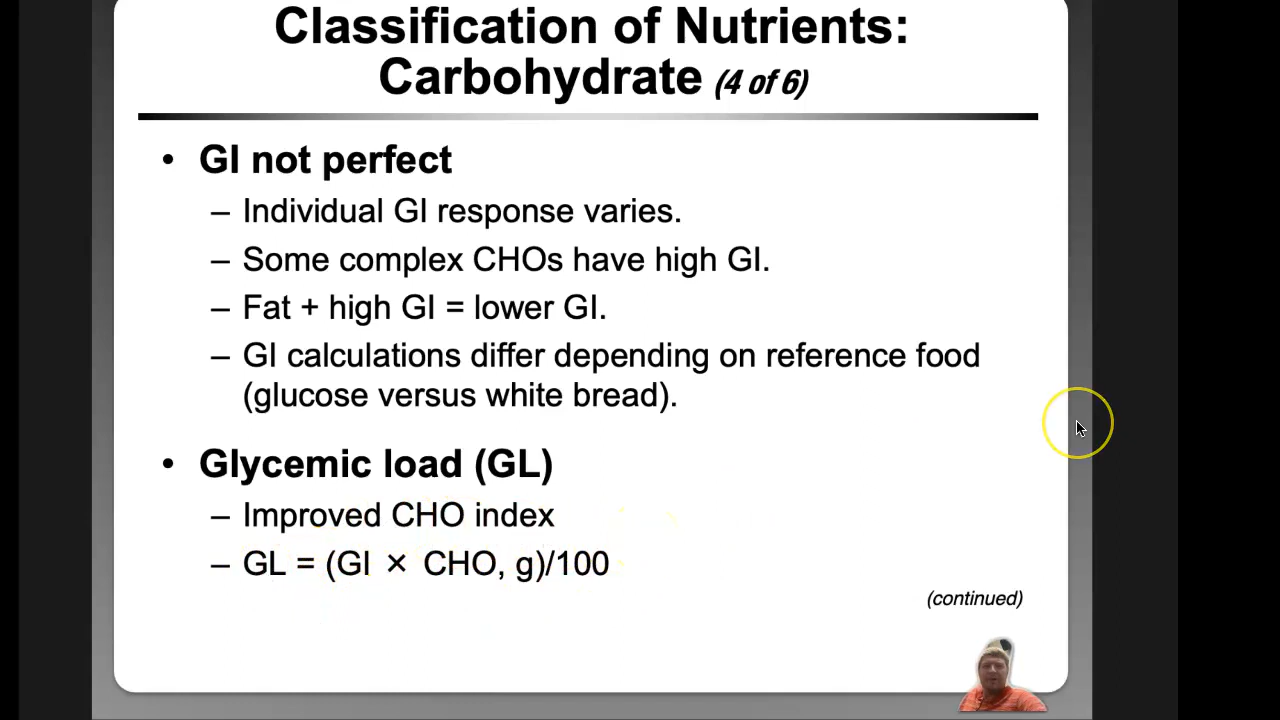 Classification of Nutrients:
Carbohydrate (4 of 6)
• GI not perfect
– Individual GI response varies.
– Some complex CHOs have high GI.
– Fat + high GI = lower GI.
– GI calculations differ depending on reference food
(glucose versus white bread).
• Glycemic load (GL)
– Improved CHO index
– GL = (GI × CHO, g)/100
(continued)